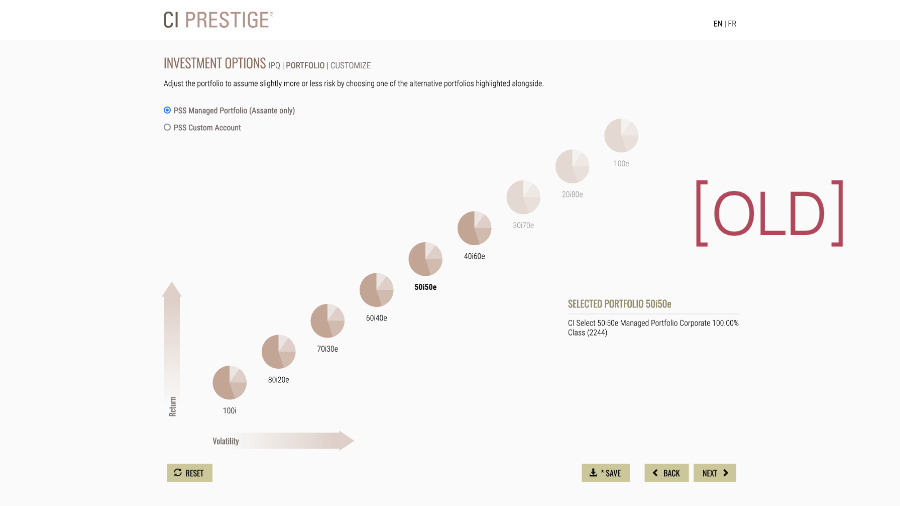 CI PRESTIGE™
EN | FR
INVESTMENT OPTIONS IPQ | PORTFOLIO | CUSTOMIZE
Adjust the portfolio to assume slightly more or less risk by choosing one of the alternative portfolios highlighted alongside.
PSS Managed Portfolio (Assante only)
PSS Custom Account
100e
20i80e
30i70e
[OLD]
40i60e
50i50e
60i40e
SELECTED PORTFOLIO 50i50e
CI Select 50i50e Managed Portfolio Corporate 100.00%
Class (2244)
70i30e
80i20e
100i
Return
Volatility
RESET
* SAVE
BACK
NEXT